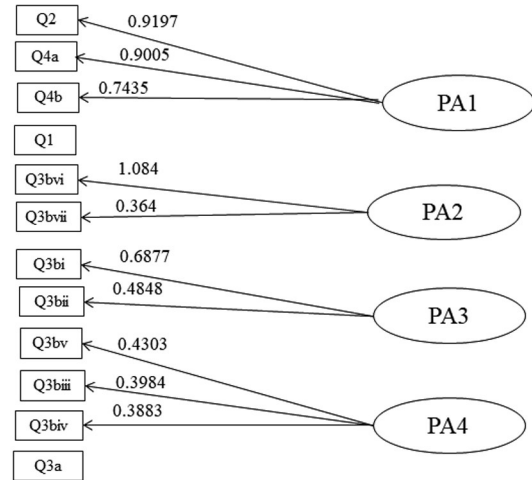 Q2
0.9197
Q4a
0.9005
Q4b
0.7435
PA1
Q1
Q3bvi
1.084
Q3bvii
0.364
PA2
Q3bi
0.6877
Q3bii
0.4848
PA3
Q3bv
0.4303
Q3biii
0.3984
Q3biv
0.3883
PA4
Q3a